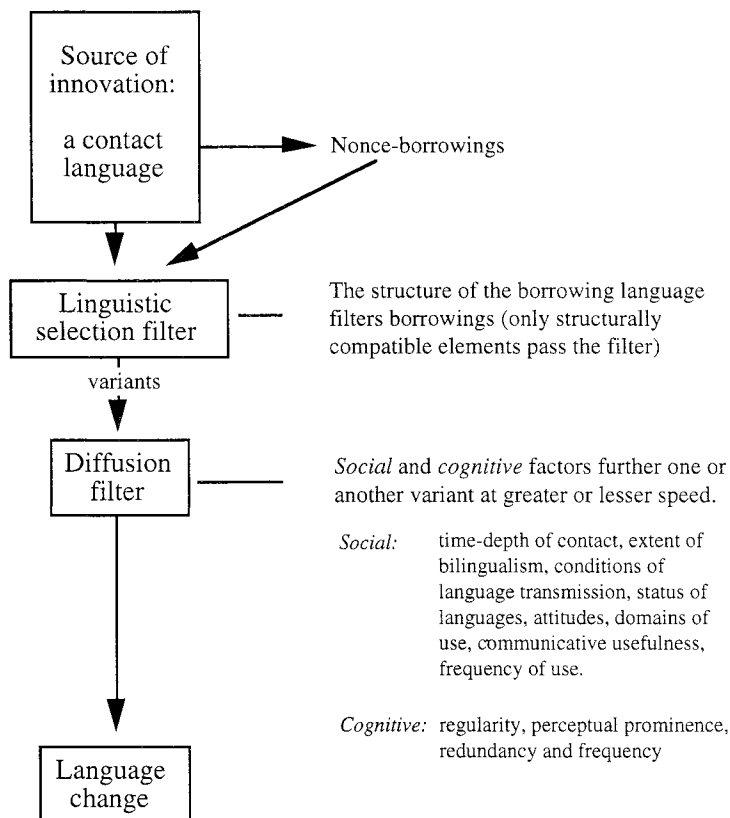 Source of
innovation:
a contact
language
Nonce-borrowings
Linguistic
selection filter
The structure of the borrowing language
filters borrowings (only structurally
compatible elements pass the filter)
variants
Diffusion
filter
Social and cognitive factors further one or
another variant at greater or lesser speed.
Social: time-depth of contact, extent of
bilingualism, conditions of
language transmission, status of
languages, attitudes, domains of
use, communicative usefulness,
frequency of use.
Cognitive: regularity, perceptual prominence,
redundancy and frequency
Language
change